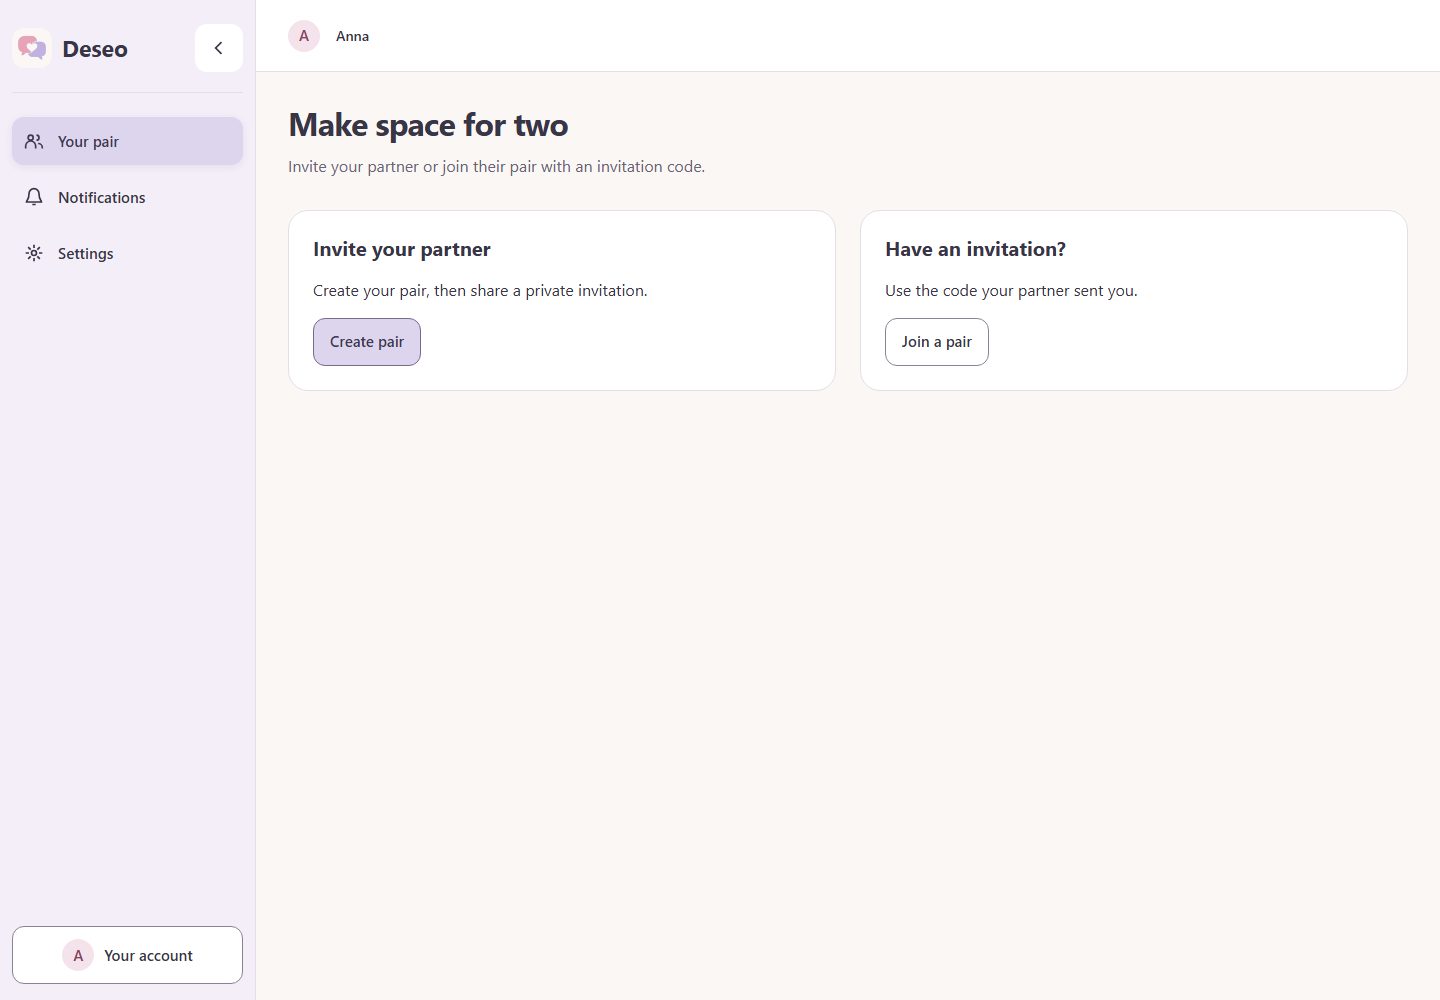 Deseo
Your pair
Notifications
Settings
A Your account
A Anna
Make space for two
Invite your partner or join their pair with an invitation code.
Invite your partner
Create your pair, then share a private invitation.
Create pair
Have an invitation?
Use the code your partner sent you.
Join a pair